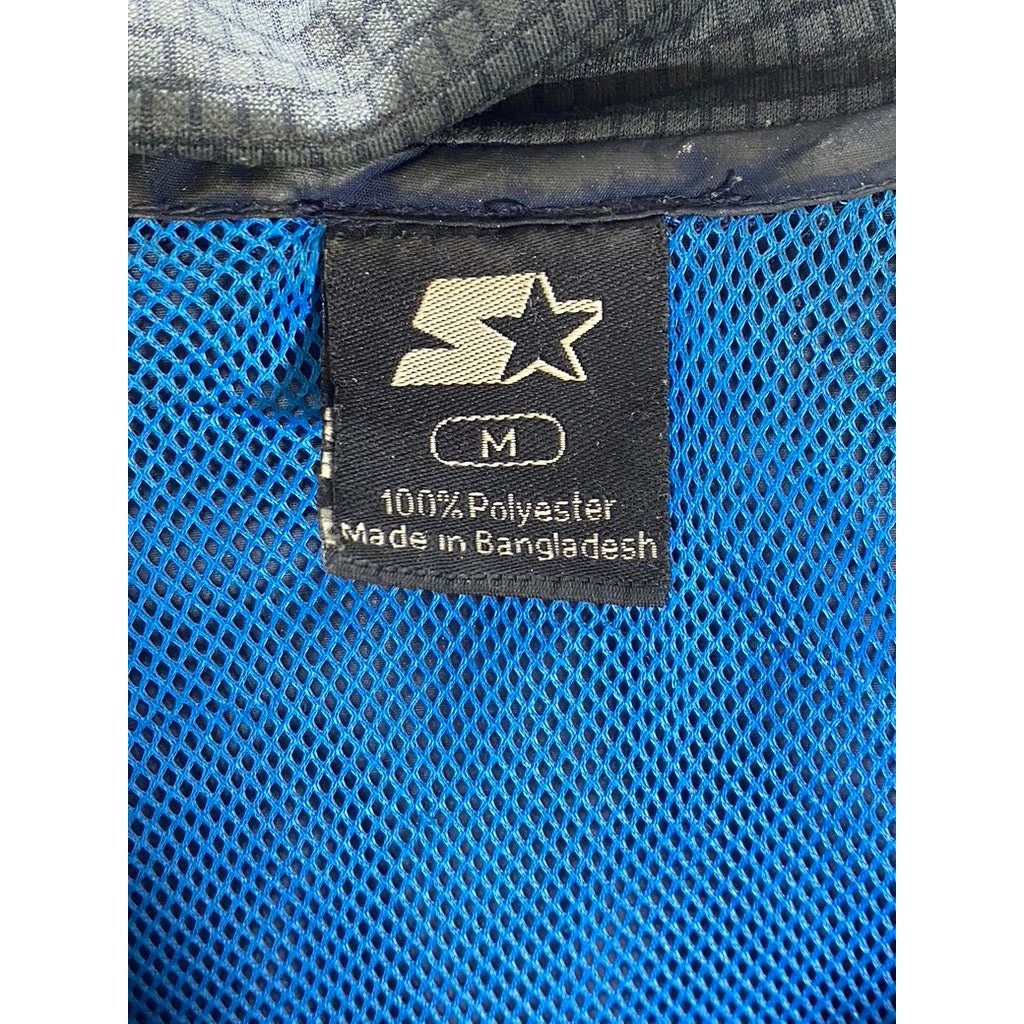 S
M
100% Polyester
Made in Bangladesh